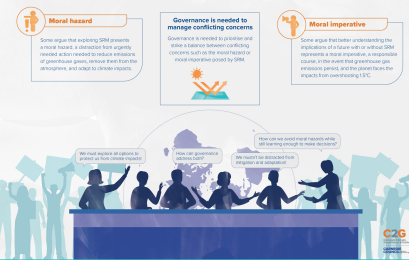 Moral hazard
Some argue that exploring SRM presents
a moral hazard, a distraction from urgently
needed action needed to reduce emissions
of greenhouse gases, remove them from the
atmosphere, and adapt to climate impacts.
Governance is needed to
manage conflicting concerns
Governance is needed to prioritise and
strike a balance between conflicting
concerns such as the moral hazard or
moral imperative posed by SRM.
Moral imperative
Some argue that better understanding the
implications of a future with or without SRM
represents a moral imperative, a responsible
course, in the event that greenhouse gas
emissions period, and the planet faces the
impacts from overshooting 1.5°C.
How can we avoid moral hazards while
still learning enough to make decisions?
We must explore all options to
protect us from climate impacts!
How can governance
address both?
We mustn't be distracted from
mitigation and adaptation!
C2G